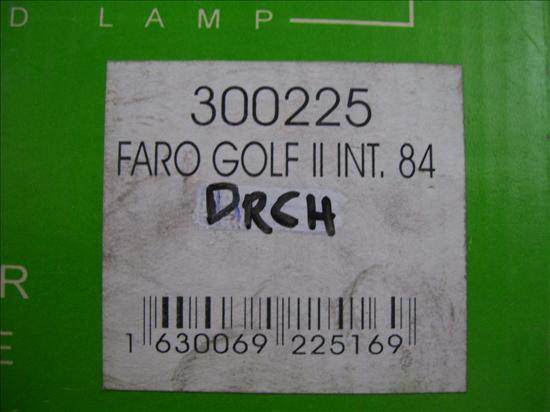 D LAMP
300225
FARO GOLF II INT. 84
DRCH
R
E
1 630069 225169